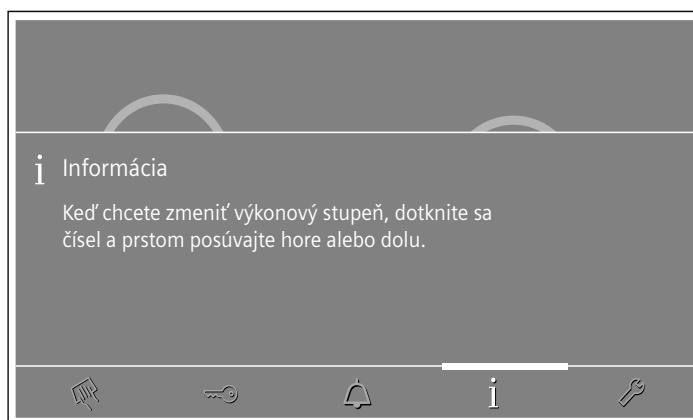 i Informácia
Keď chcete zmeniť výkonový stupeň, dotknite sa
čísel a prstom posúvajte hore alebo dolu.
i